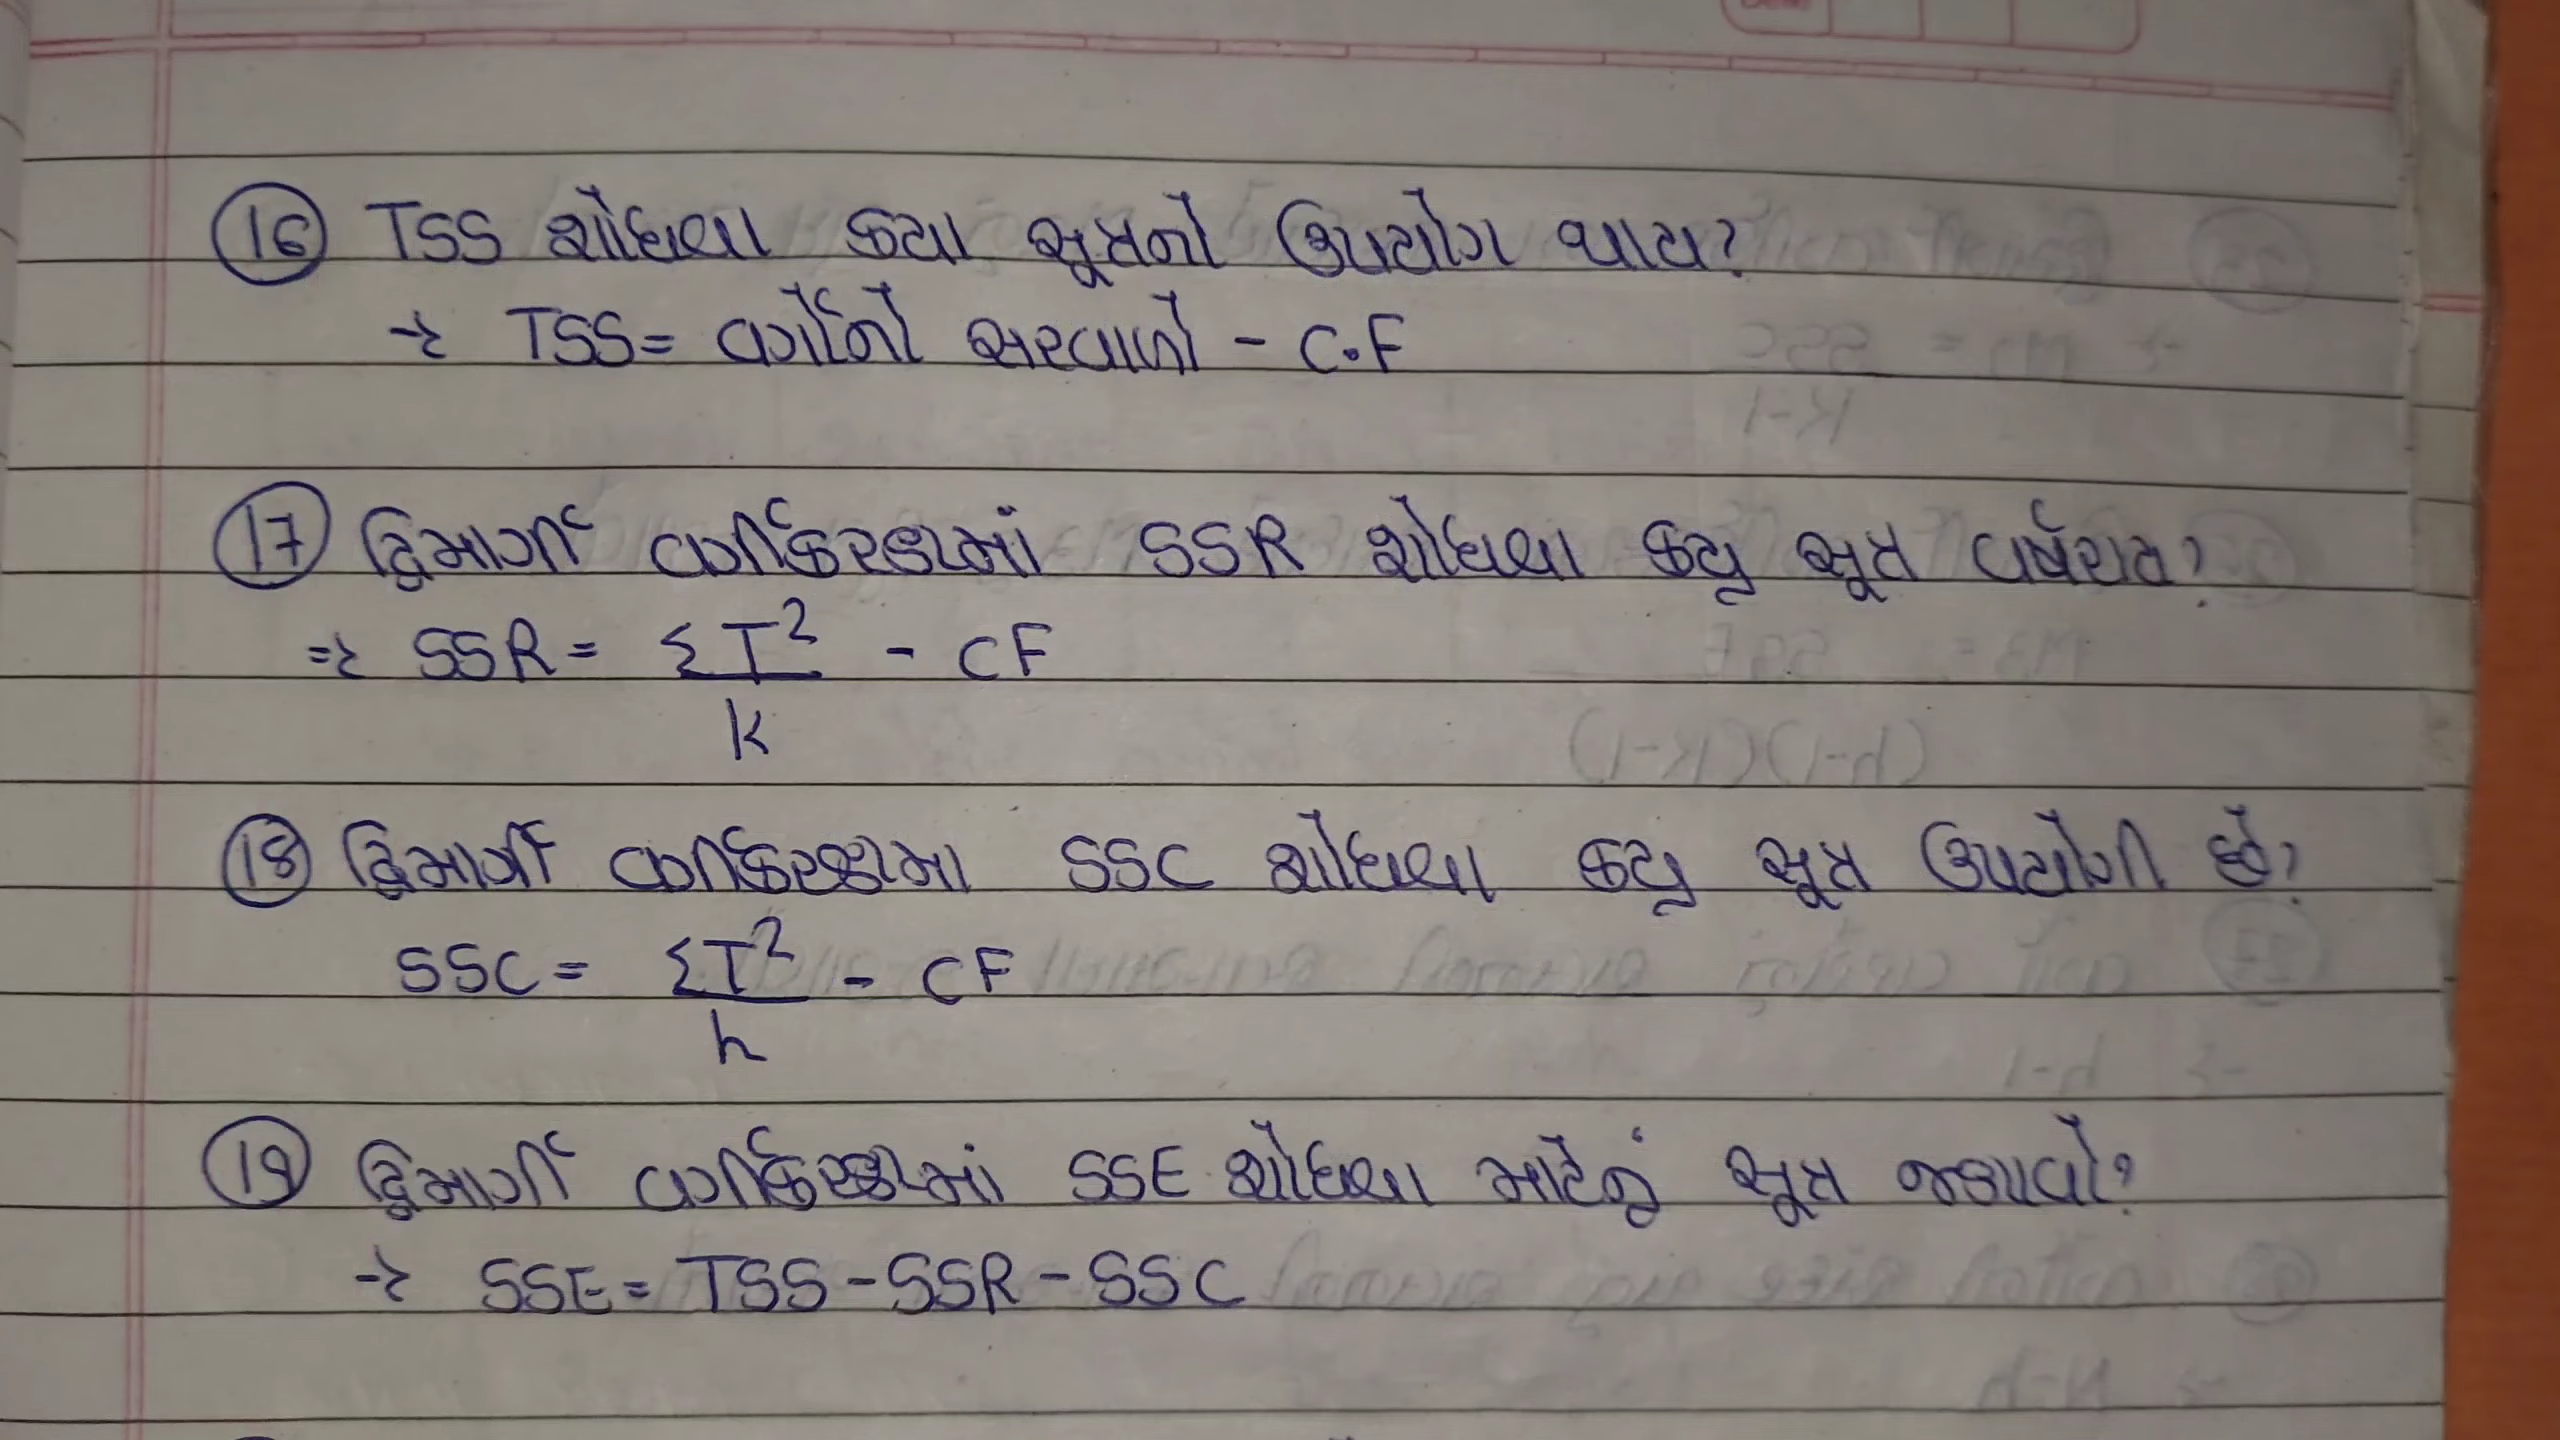 16 TSS શોધવા કયા સૂત્રનો ઉપયોગ થાય?
→ TSS = વર્ગોનો સરવાળો - C.F
17 દ્વિમાર્ગી વર્ગીકરણમાં SSR શોધવા કયુ સૂત્ર વર્ષરાય?
⇒ SSR = ΣT² / k - CF
18 દ્વિમાર્ગી વર્ગીકરણમા SSC શોધવા કયુ સૂત્ર ઉપયોગી છે?
SSC = ΣT² / h - CF
19 દ્વિમાર્ગી વર્ગીકરણમાં SSE શોધવા માટેનું સૂત્ર જણાવો?
→ SSE = TSS - SSR - SSC